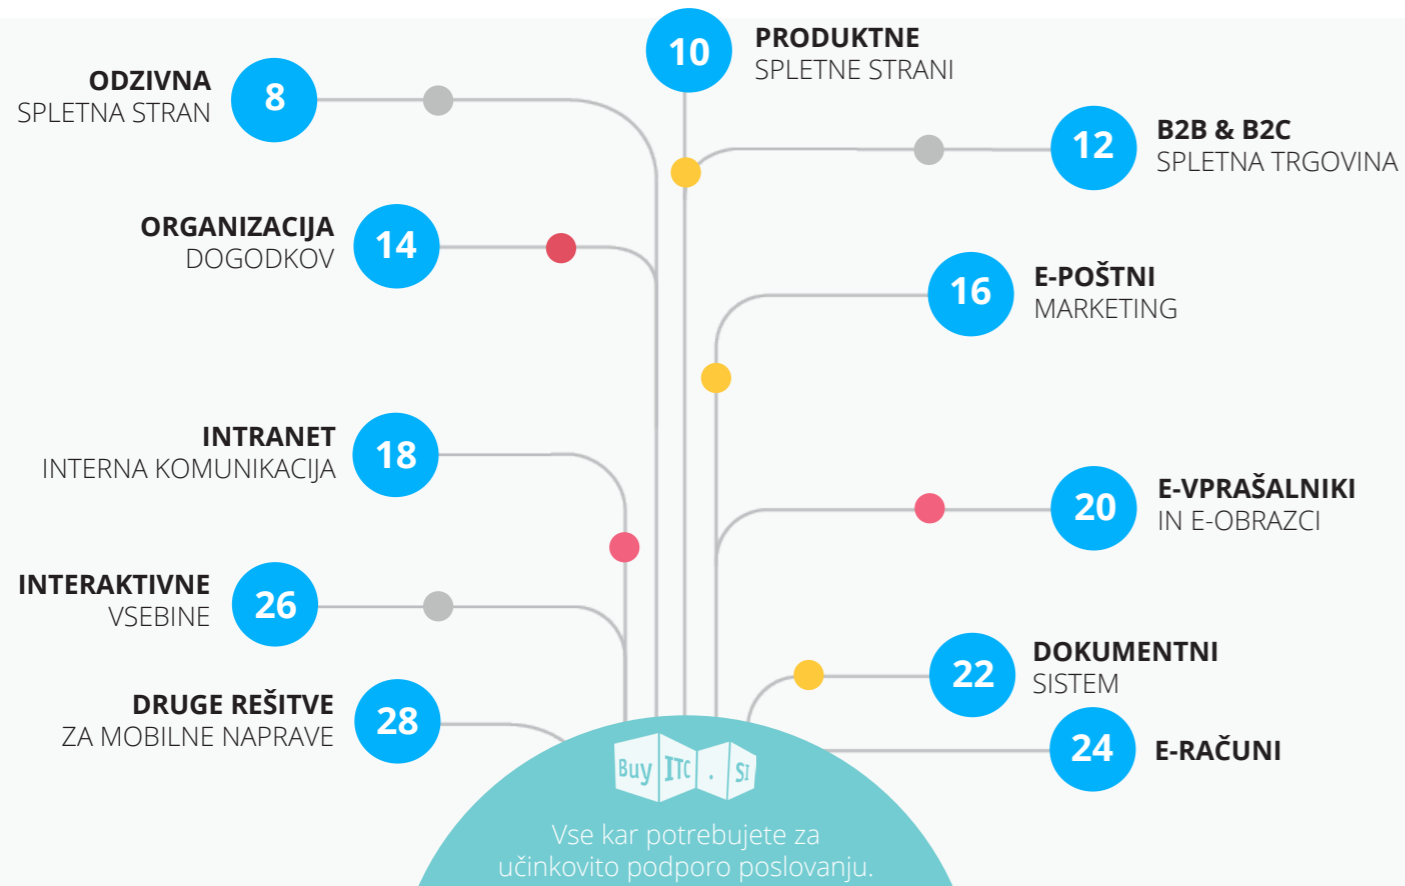 10
PRODUKTNE
SPLETNE STRANI
ODZIVNA
SPLETNA STRAN
8
12
B2B & B2C
SPLETNA TRGOVINA
ORGANIZACIJA
DOGODKOV
14
16
E-POŠTNI
MARKETING
INTRANET
INTERNA KOMUNIKACIJA
18
20
E-VPRAŠALNIKI
IN E-OBRAZCI
INTERAKTIVNE
VSEBINE
26
22
DOKUMENTNI
SISTEM
DRUGE REŠITVE
ZA MOBILNE NAPRAVE
28
24
E-RAČUNI
Buy ITC . SI
Vse kar potrebujete za
učinkovito podporo poslovanju.